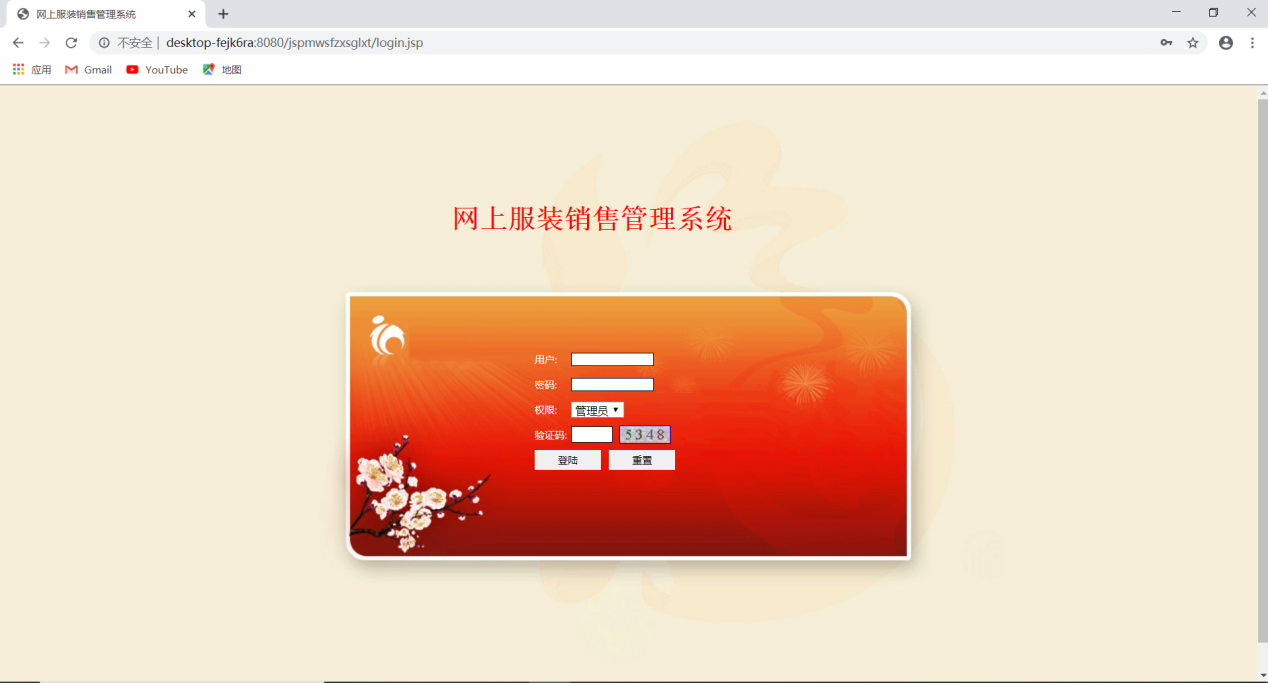 网上服装销售管理系统
不安全 | desktop-fejk6ra:8080/jspmwsfzxsglxt/login.jsp
应用 Gmail YouTube 地图
网上服装销售管理系统
用户:
密码:
权限: 管理员
验证码: 5348
登陆 重置